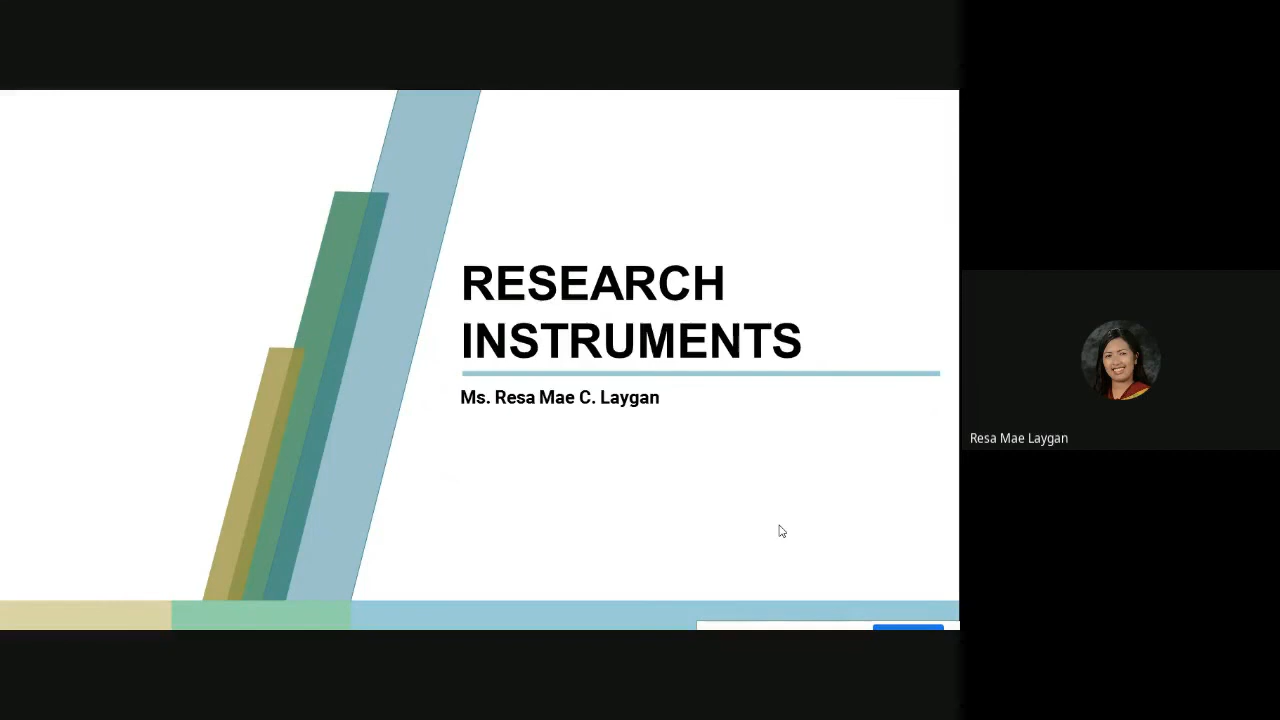 RESEARCH
INSTRUMENTS
Ms. Resa Mae C. Laygan
Resa Mae Laygan